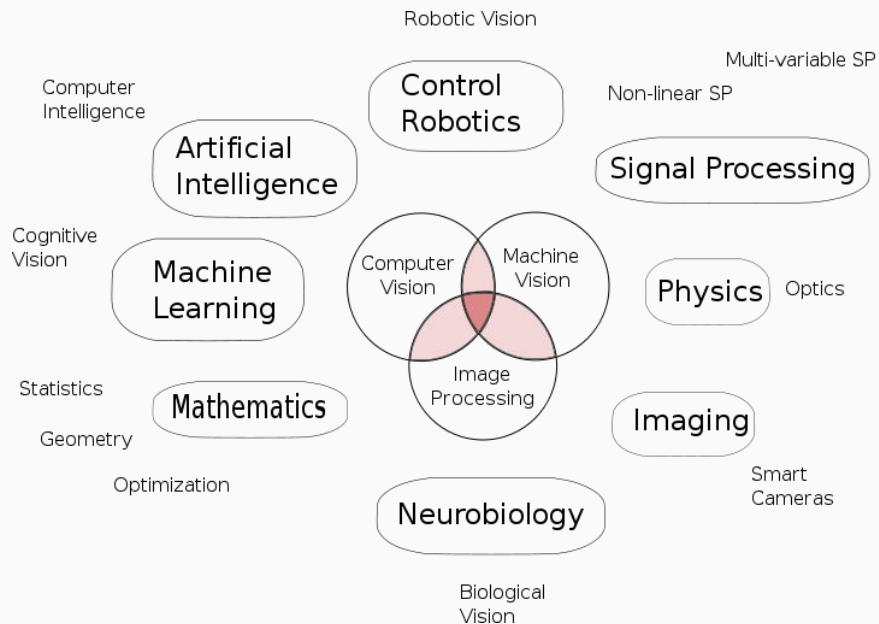 Robotic Vision
Multi-variable SP
Non-linear SP
Computer
Intelligence
Control
Robotics
Artificial
Intelligence
Signal Processing
Cognitive
Vision
Machine
Learning
Computer
Vision
Machine
Vision
Physics
Optics
Image
Processing
Statistics
Mathematics
Geometry
Imaging
Optimization
Smart
Cameras
Neurobiology
Biological
Vision